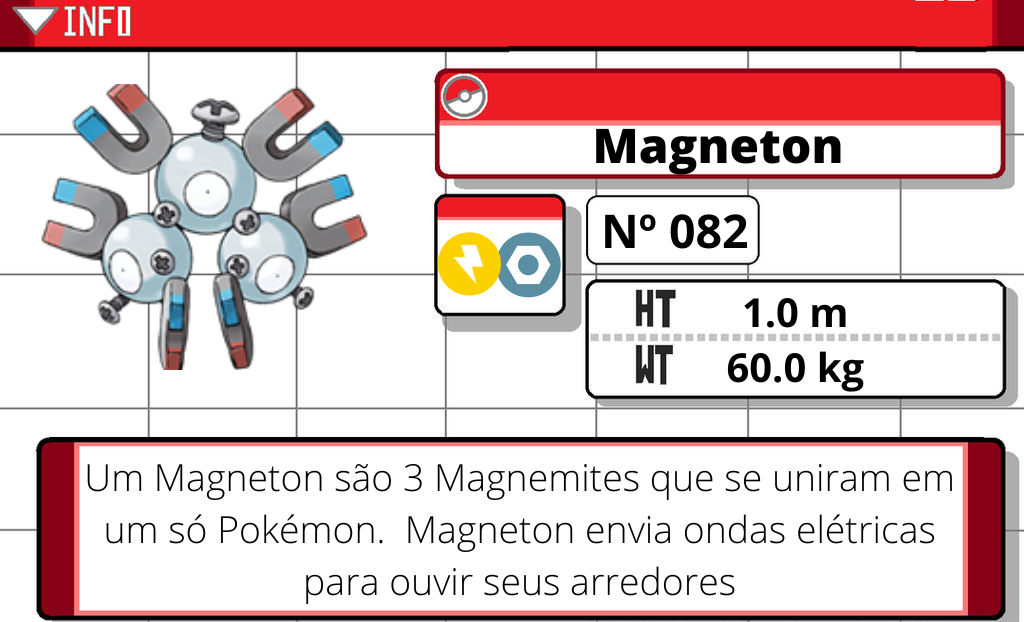 INFO
Magneton
Nº 082
HT 1.0 m
WT 60.0 kg
Um Magneton são 3 Magnemites que se uniram em
um só Pokémon. Magneton envia ondas elétricas
para ouvir seus arredores